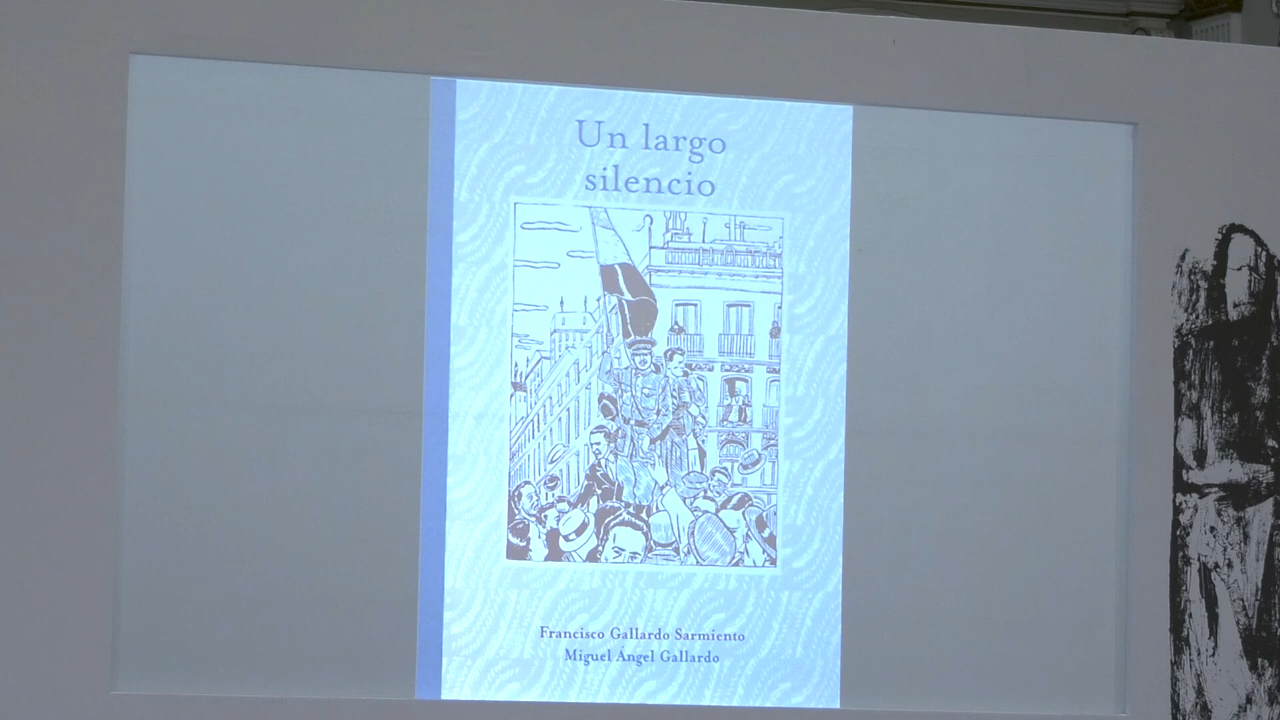 Un largo
silencio
Francisco Gallardo Sarmiento
Miguel Ángel Gallardo